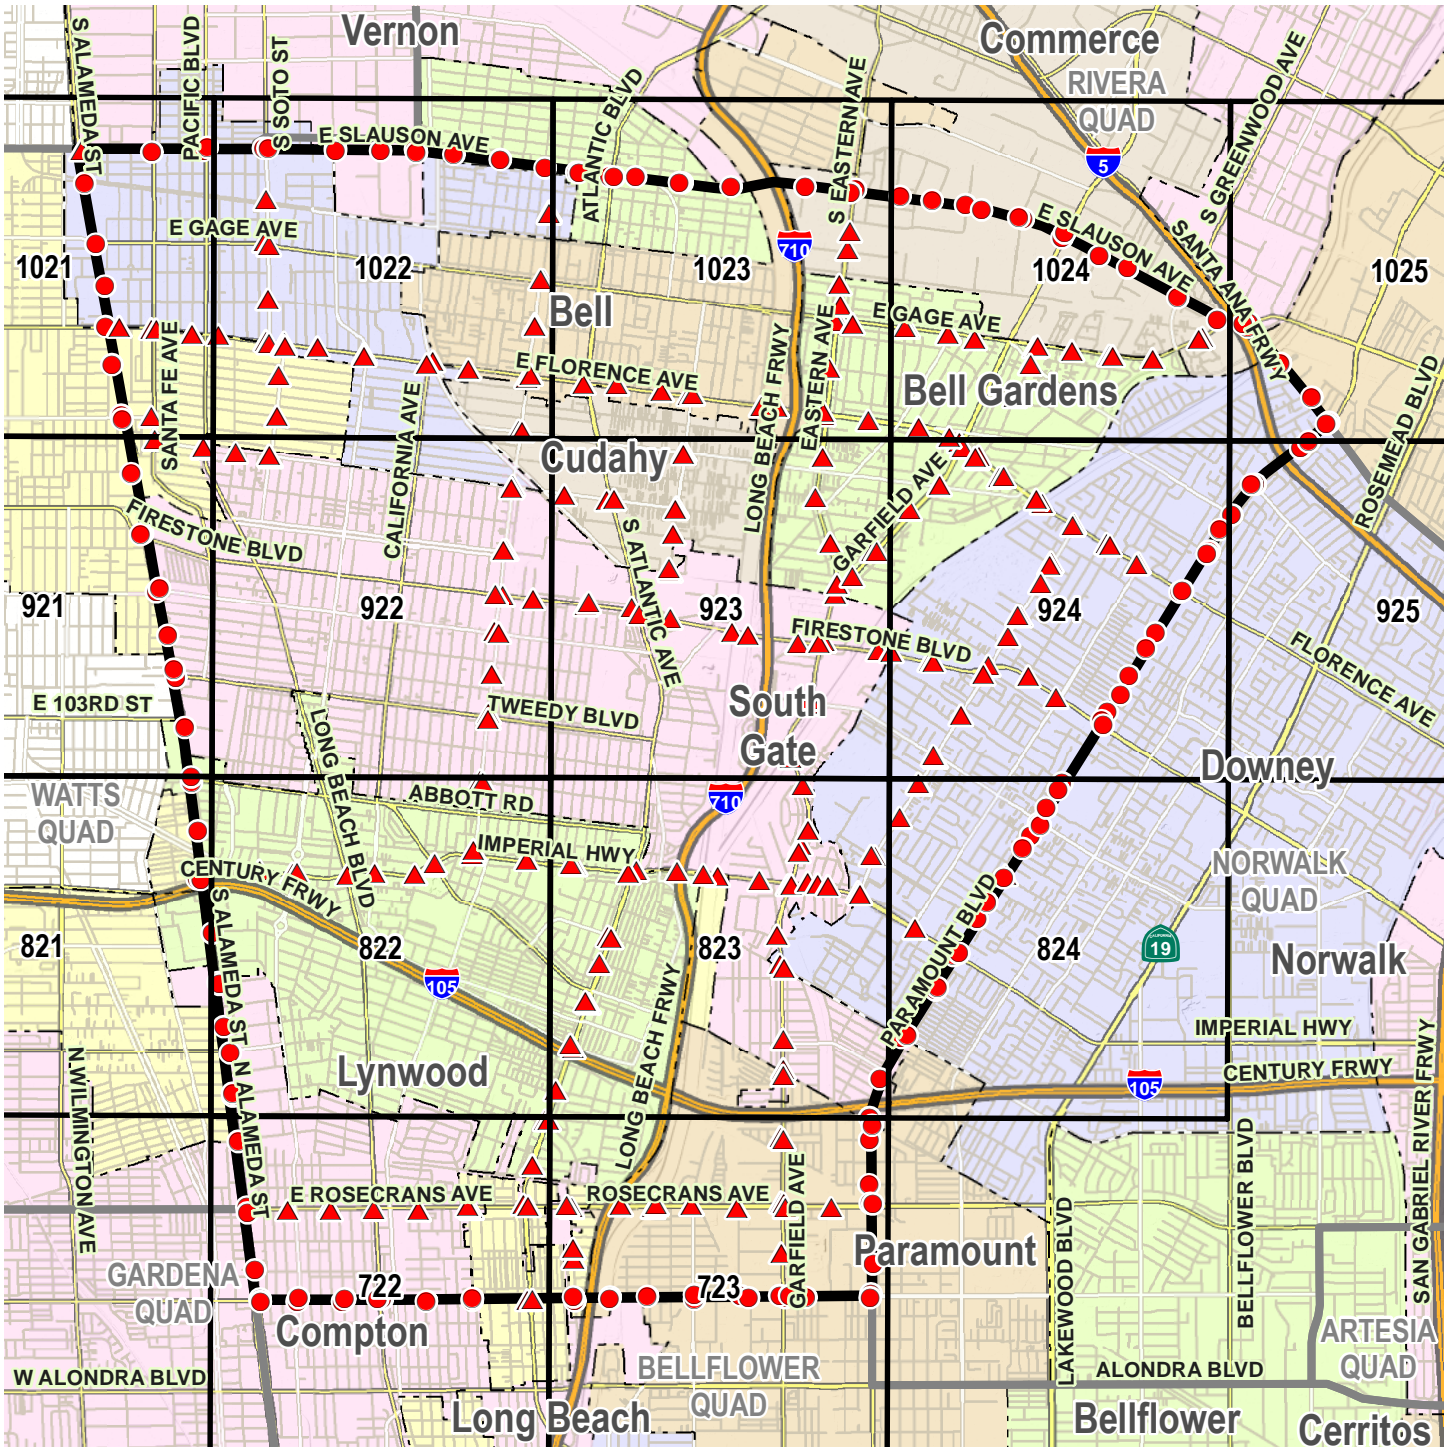 Vernon
Commerce
RIVERA
QUAD
S ALAMEDA ST
PACIFIC BLVD
S SOTO ST
ATLANTIC BLVD
S EASTERN AVE
S GREENWOOD AVE
E SLAUSON AVE
5
E GAGE AVE
710
E SLAUSON AVE
SANTA ANA FRWY
1021
1022
1023
1024
1025
Bell
E GAGE AVE
SANTA FE AVE
E FLORENCE AVE
LONG BEACH FRWY
EASTERN AVE
Bell Gardens
CALIFORNIA AVE
ROSEMEAD BLVD
Cudahy
GARFIELD AVE
FIRESTONE BLVD
S ATLANTIC AVE
921
922
923
924
925
FIRESTONE BLVD
FLORENCE AVE
E 103RD ST
LONG BEACH BLVD
TWEEDY BLVD
South
Gate
Downey
WATTS
QUAD
ABBOTT RD
710
IMPERIAL HWY
CENTURY FRWY
NORWALK
QUAD
S ALAMEDA ST
PARAMOUNT BLVD
821
822
823
824
CALIFORNIA
19
Norwalk
105
LONG BEACH FRWY
IMPERIAL HWY
N WILMINGTON AVE
N ALAMEDA ST
Lynwood
105
CENTURY FRWY
SAN GABRIEL RIVER FRWY
E ROSECRANS AVE
ROSECRANS AVE
GARFIELD AVE
LAKEWOOD BLVD
BELLFLOWER BLVD
Paramount
GARDENA
QUAD
722
723
Compton
ARTESIA
QUAD
W ALONDRA BLVD
BELLFLOWER
QUAD
ALONDRA BLVD
Long Beach
Bellflower
Cerritos